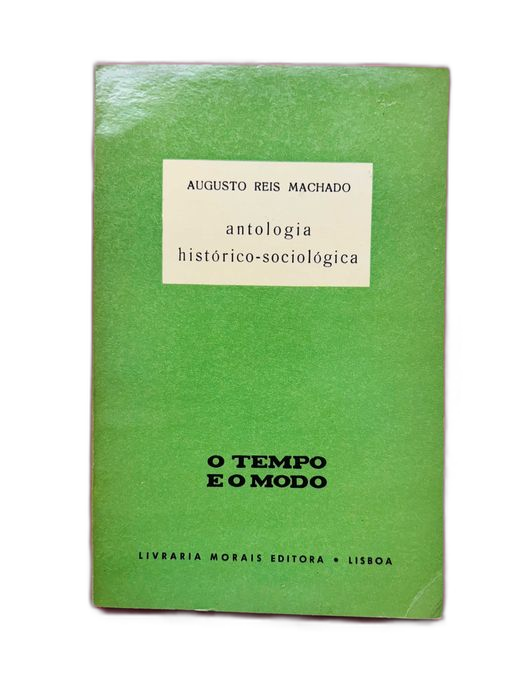 AUGUSTO REIS MACHADO
antologia
histórico-sociológica
O TEMPO
E O MODO
LIVRARIA MORAIS EDITORA • LISBOA